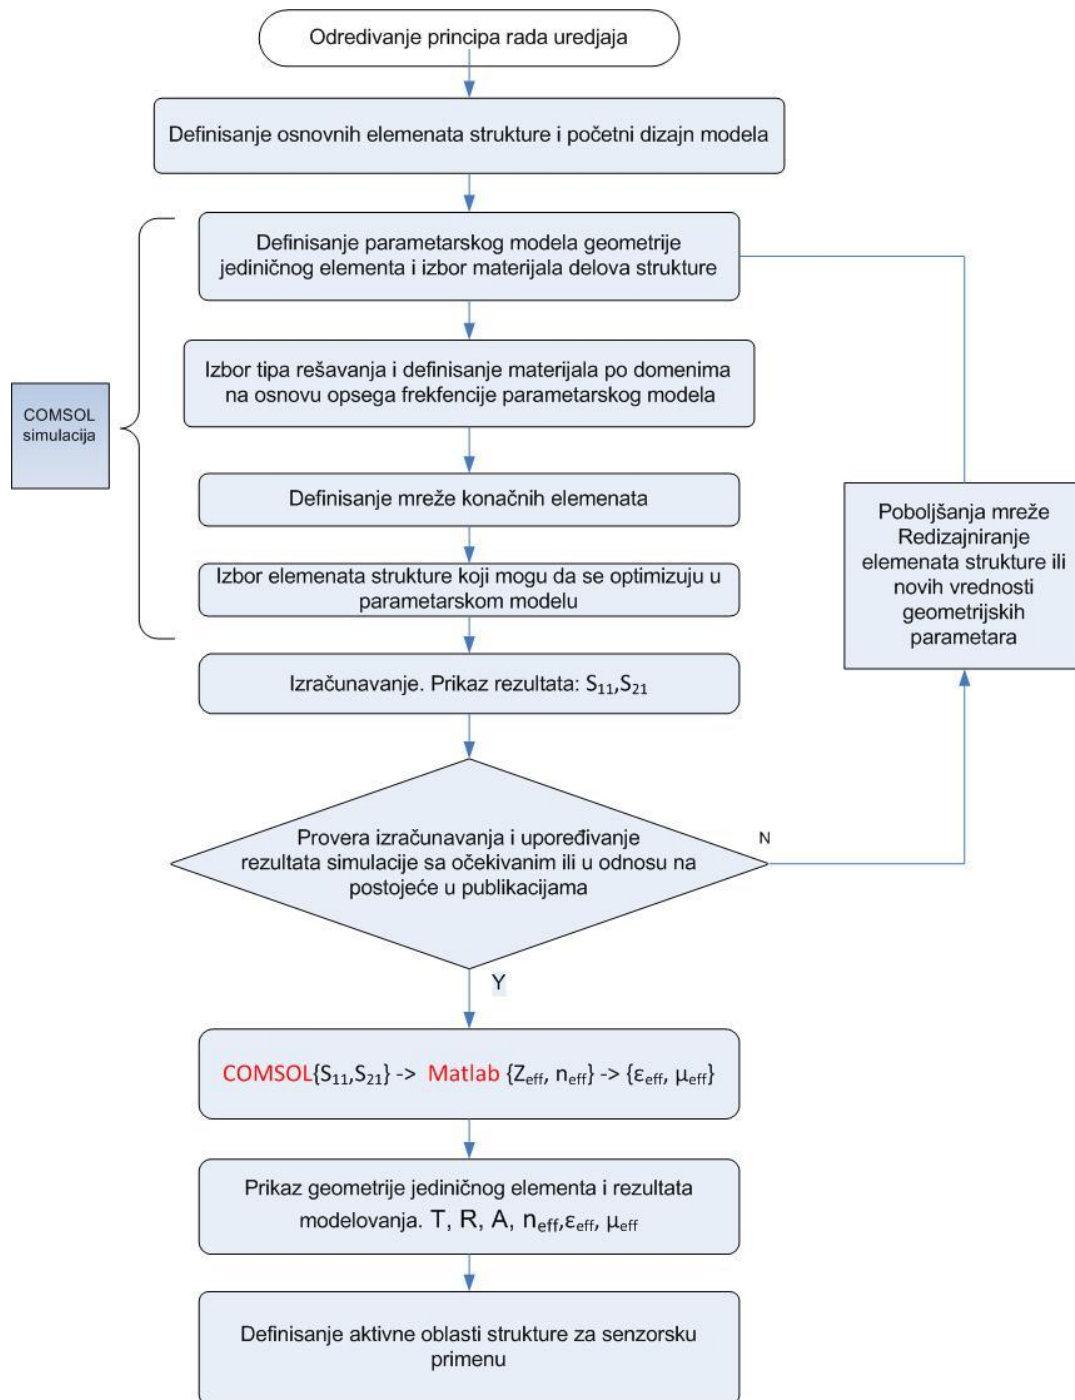 Odredivanje principa rada uredjaja
Definisanje osnovnih elemenata strukture i početni dizajn modela
Definisanje parametarskog modela geometrije
jediničnog elementa i izbor materijala delova strukture
Izbor tipa rešavanja i definisanje materijala po domenima
na osnovu opsega frekfencije parametarskog modela
COMSOL
simulacija
Definisanje mreže konačnih elemenata
Poboljšanja mreže
Redizajniranje
elemenata strukture ili
novih vrednosti
geometrijskih
parametara
Izbor elemenata strukture koji mogu da se optimizuju u
parametarskom modelu
Izračunavanje. Prikaz rezultata: S₁₁,S₂₁
Provera izračunavanja i upoređivanje
rezultata simulacije sa očekivanim ili u odnosu na
postojeće u publikacijama
N
Y
COMSOL{S₁₁,S₂₁} -> Matlab {Zeff, neff} -> {εeff, μeff}
Prikaz geometrije jediničnog elementa i rezultata
modelovanja. T, R, A, neff,εeff, μeff
Definisanje aktivne oblasti strukture za senzorsku
primenu